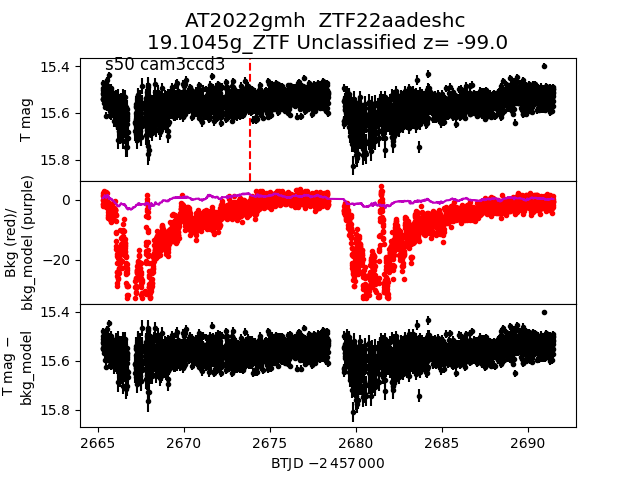 AT2022gmh  ZTF22aadeshc
19.1045g_ZTF Unclassified z= -99.0
s50 cam3ccd3
15.4
15.6
15.8
T mag
0
−20
Bkg (red)/
bkg_model (purple)
15.4
15.6
15.8
T mag −
bkg_model
2665
2670
2675
2680
2685
2690
BTJD −2 457 000